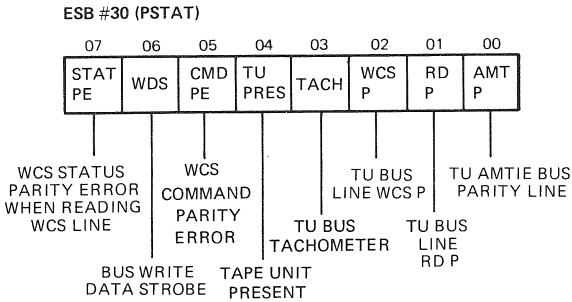 ESB #30 (PSTAT)
07 06 05 04 03 02 01 00
STAT PE
WDS
CMD PE
TU PRES
TACH
WCS P
RD P
AMT P
WCS STATUS
PARITY ERROR
WHEN READING
WCS LINE
BUS WRITE
DATA STROBE
WCS
COMMAND
PARITY
ERROR
TAPE UNIT
PRESENT
TU BUS
TACHOMETER
TU BUS
LINE WCS P
TU BUS
LINE
RD P
TU AMTIE BUS
PARITY LINE